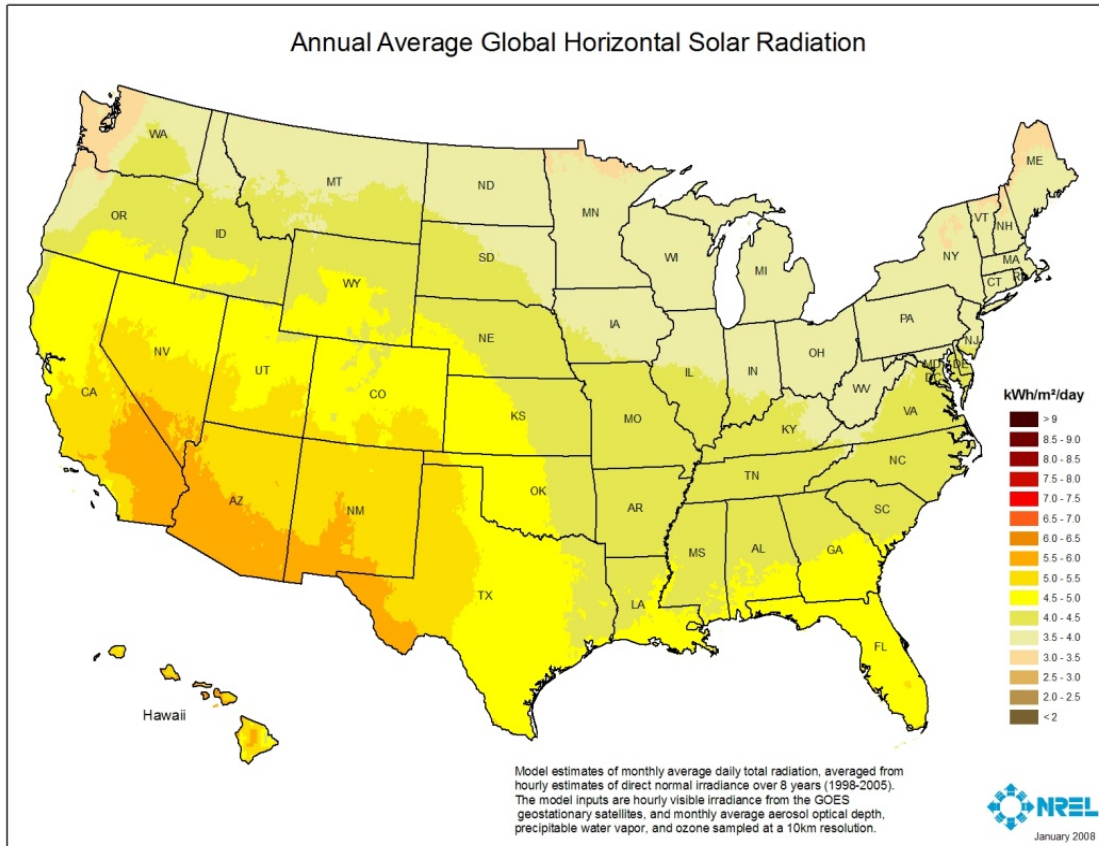 Annual Average Global Horizontal Solar Radiation
WA
MT
ND
MN
ME
VT
NH
OR
ID
SD
WI
MI
NY
MA
CT
RI
WY
IA
PA
NE
NJ
OH
MD
DE
DC
NV
UT
IL
IN
WV
CA
CO
KS
MO
KY
VA
NC
TN
OK
AZ
NM
AR
SC
MS
AL
GA
TX
LA
FL
Hawaii
kWh/m²/day
> 9
8.5 - 9.0
8.0 - 8.5
7.5 - 8.0
7.0 - 7.5
6.5 - 7.0
6.0 - 6.5
5.5 - 6.0
5.0 - 5.5
4.5 - 5.0
4.0 - 4.5
3.5 - 4.0
3.0 - 3.5
2.5 - 3.0
2.0 - 2.5
< 2
Model estimates of monthly average daily total radiation, averaged from
hourly estimates of direct normal irradiance over 8 years (1998-2005).
The model inputs are hourly visible irradiance from the GOES
geostationary satellites, and monthly average aerosol optical depth,
precipitable water vapor, and ozone sampled at a 10km resolution.
NREL
January 2008